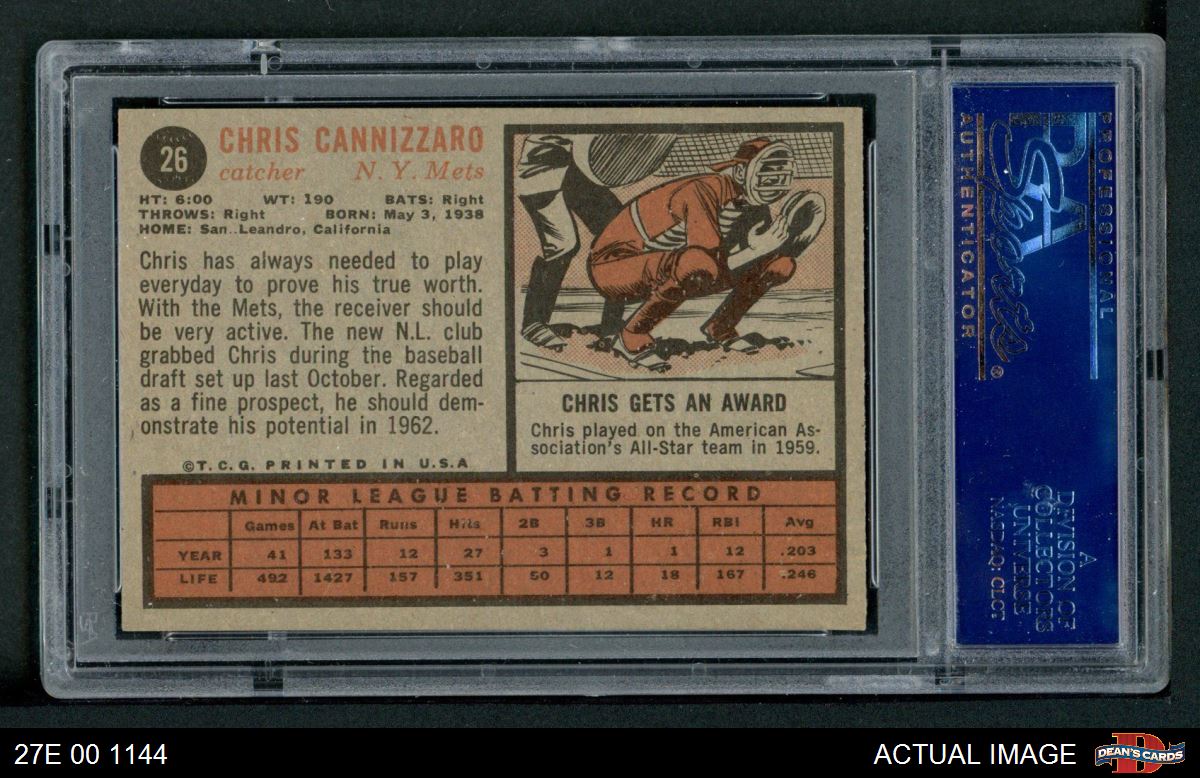 26
CHRIS CANNIZZARO
catcher N. Y. Mets
HT: 6:00 WT: 190 BATS: Right
THROWS: Right BORN: May 3, 1938
HOME: San..Leandro, California
Chris has always needed to play
everyday to prove his true worth.
With the Mets, the receiver should
be very active. The new N.L. club
grabbed Chris during the baseball
draft set up last October. Regarded
as a fine prospect, he should dem-
onstrate his potential in 1962.
©T. C. G. PRINTED IN U.S.A
CHRIS GETS AN AWARD
Chris played on the American As-
sociation's All-Star team in 1959.
MINOR LEAGUE BATTING RECORD
Games At Bat Runs Hits 2B 3B HR RBI Avg
YEAR 41 133 12 27 3 1 1 12 .203
LIFE 492 1427 157 351 50 12 18 167 .246
PROFESSIONAL
PSA
Sports®
AUTHENTICATOR
A
DIVISION OF
COLLECTORS
UNIVERSE
NASDAQ: CLCT
PSA
27E 00 1144
ACTUAL IMAGE
D
DEAN'S CARDS